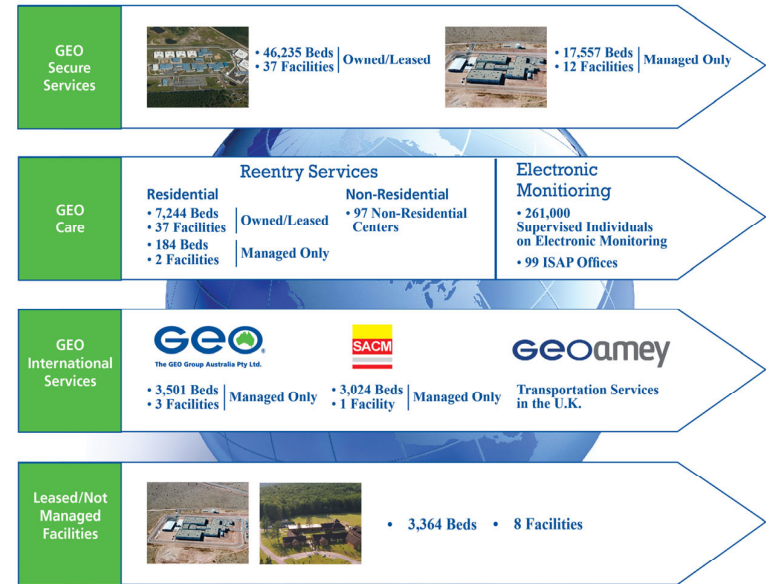 GEO
Secure
Services
• 46,235 Beds
• 37 Facilities
Owned/Leased
• 17,557 Beds
• 12 Facilities
Managed Only
GEO
Care
Reentry Services
Residential
• 7,244 Beds
• 37 Facilities
Owned/Leased
• 184 Beds
• 2 Facilities
Managed Only
Non-Residential
• 97 Non-Residential
Centers
Electronic
Monitioring
• 261,000
Supervised Individuals
on Electronic Monitoring
• 99 ISAP Offices
GEO
International
Services
GEO®
The GEO Group Australia Pty Ltd.
• 3,501 Beds
• 3 Facilities
Managed Only
SACM
• 3,024 Beds
• 1 Facility
Managed Only
GEOamey
Transportation Services
in the U.K.
Leased/Not
Managed
Facilities
• 3,364 Beds • 8 Facilities